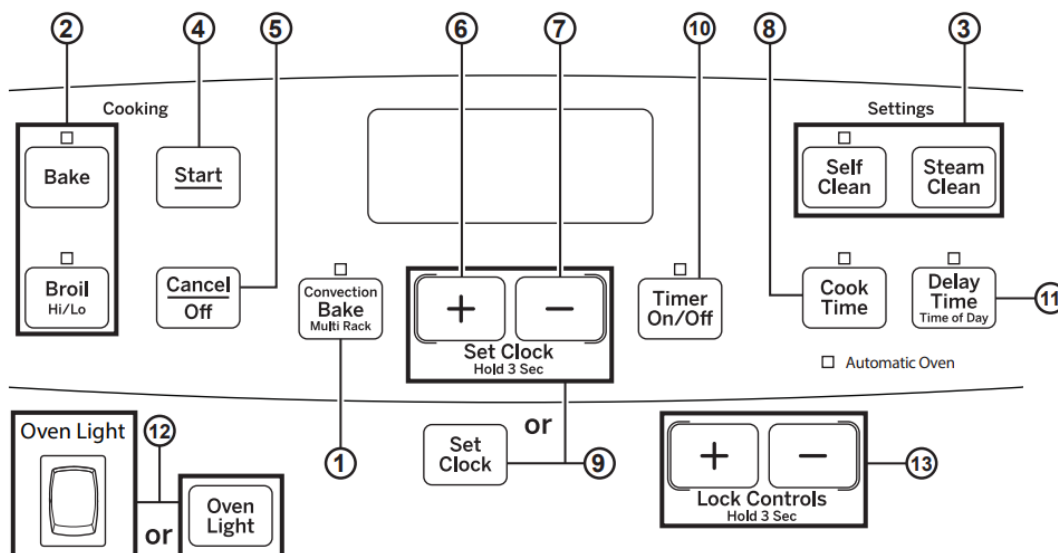 2
4
5
6
7
10
8
3
Cooking
Settings
Bake
Start
Self
Clean
Steam
Clean
Broil
Hi/Lo
Cancel
Off
Convection
Bake
Multi Rack
+
−
Set Clock
Hold 3 Sec
Timer
On/Off
Cook
Time
Delay
Time
Time of Day
11
Automatic Oven
Oven Light
12
or
Oven
Light
1
Set
Clock
or
9
+
−
Lock Controls
Hold 3 Sec
13